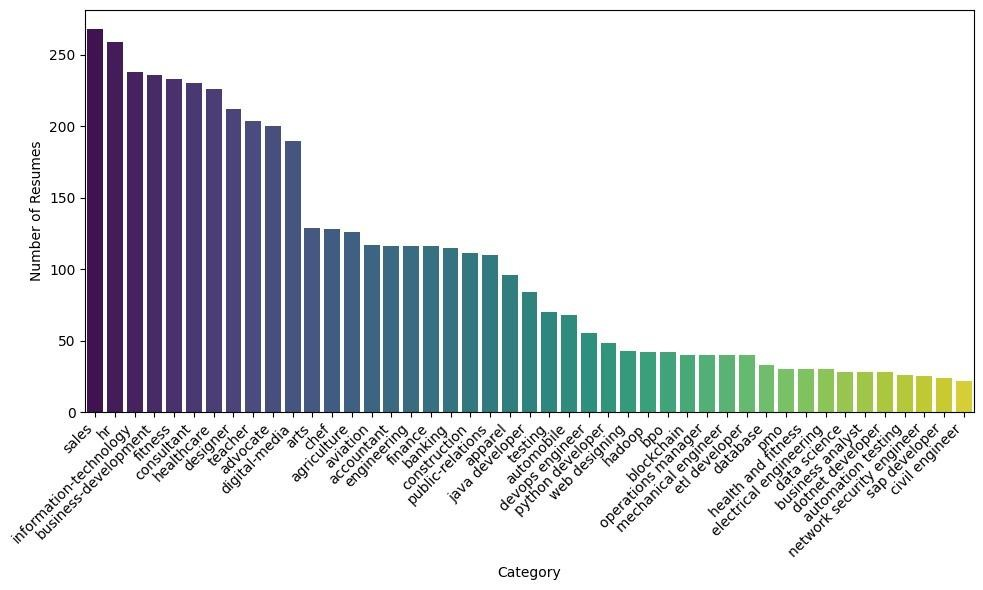 Number of Resumes
250
200
150
100
50
0
sales
hr
information-technology
business-development
fitness
consultant
healthcare
designer
teacher
advocate
digital-media
arts
chef
agriculture
aviation
accountant
engineering
finance
banking
construction
public-relations
apparel
java developer
testing
automobile
devops engineer
python developer
web designing
hadoop
bpo
blockchain
operations manager
mechanical engineer
etl developer
database
pmo
health and fitness
electrical engineering
data science
business analyst
dotnet developer
automation testing
network security engineer
sap developer
civil engineer
Category